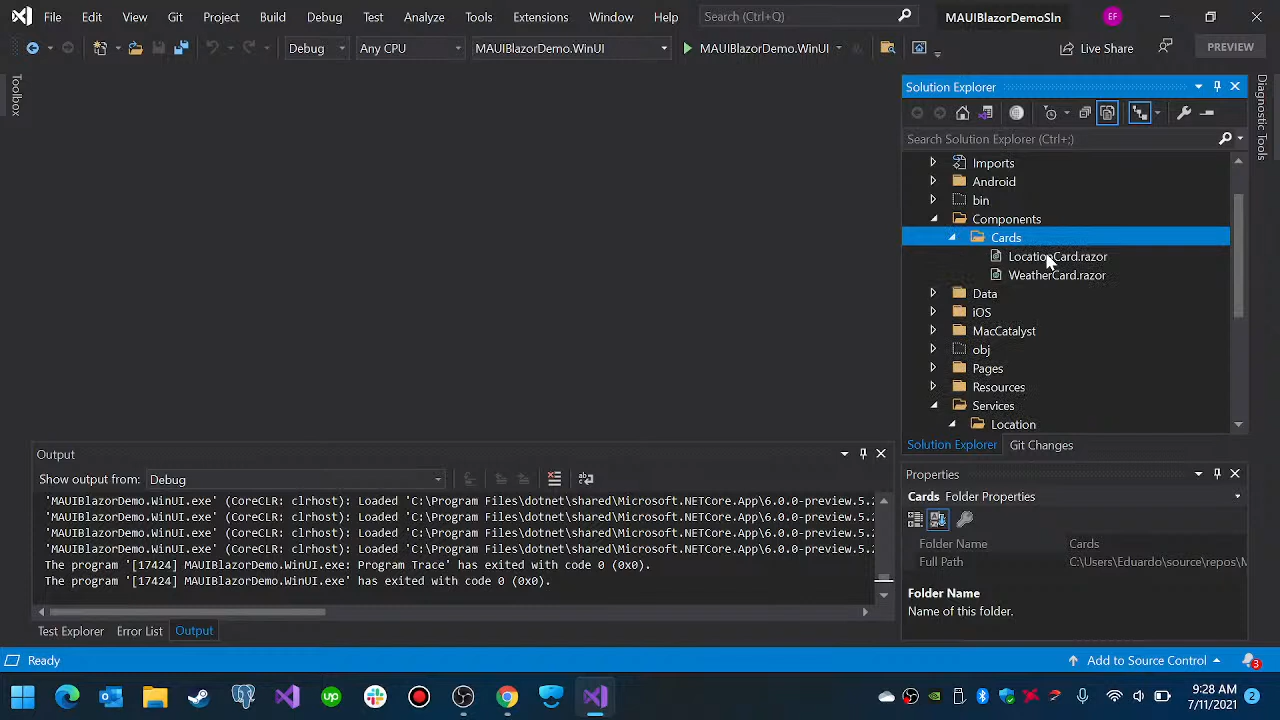 File Edit View Git Project Build Debug Test Analyze Tools Extensions Window Help Search (Ctrl+Q) MAUIBlazorDemoSln EF
Debug Any CPU MAUIBlazorDemo.WinUI MAUIBlazorDemo.WinUI Live Share PREVIEW
Toolbox
Solution Explorer
Search Solution Explorer (Ctrl+;)
Imports
Android
bin
Components
Cards
LocationCard.razor
WeatherCard.razor
Data
iOS
MacCatalyst
obj
Pages
Resources
Services
Location
Solution Explorer Git Changes
Diagnostic Tools
Properties
Cards Folder Properties
Folder Name Cards
Full Path C:\Users\Eduardo\source\repos\M
Folder Name
Name of this folder.
Output
Show output from: Debug
'MAUIBlazorDemo.WinUI.exe' (CoreCLR: clrhost): Loaded 'C:\Program Files\dotnet\shared\Microsoft.NETCore.App\6.0.0-preview.5.2
'MAUIBlazorDemo.WinUI.exe' (CoreCLR: clrhost): Loaded 'C:\Program Files\dotnet\shared\Microsoft.NETCore.App\6.0.0-preview.5.2
'MAUIBlazorDemo.WinUI.exe' (CoreCLR: clrhost): Loaded 'C:\Program Files\dotnet\shared\Microsoft.NETCore.App\6.0.0-preview.5.2
'MAUIBlazorDemo.WinUI.exe' (CoreCLR: clrhost): Loaded 'C:\Program Files\dotnet\shared\Microsoft.NETCore.App\6.0.0-preview.5.2
The program '[17424] MAUIBlazorDemo.WinUI.exe: Program Trace' has exited with code 0 (0x0).
The program '[17424] MAUIBlazorDemo.WinUI.exe' has exited with code 0 (0x0).
Test Explorer Error List Output
Ready Add to Source Control 3
up 9:28 AM
7/11/2021 2